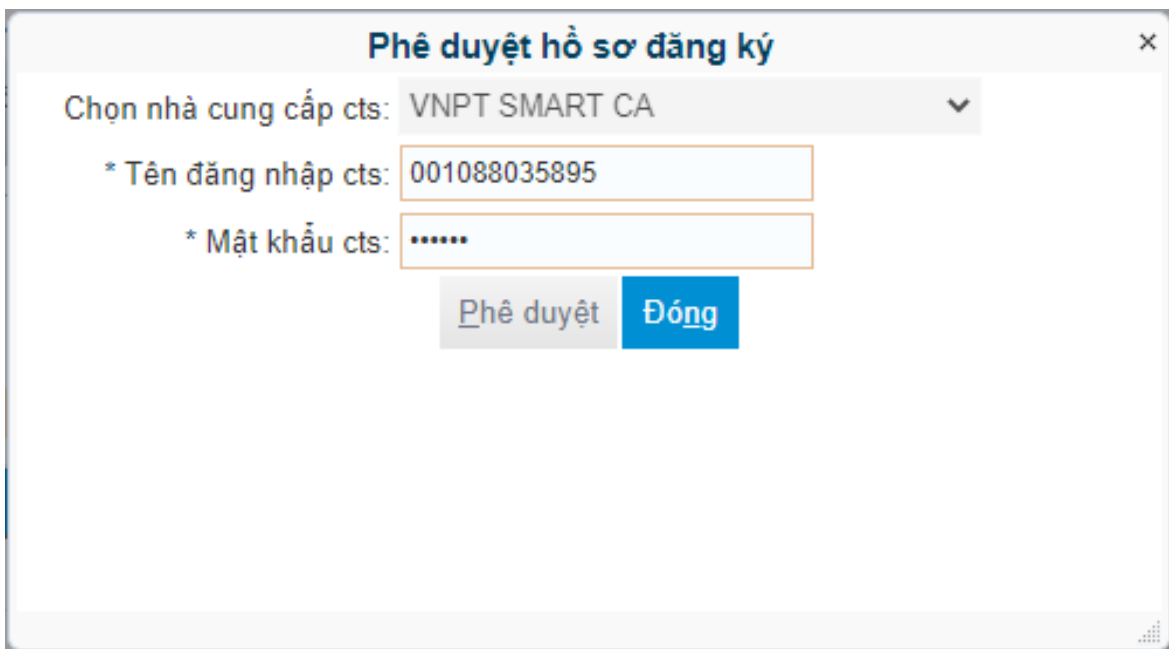 Phê duyệt hồ sơ đăng ký ×
Chọn nhà cung cấp cts: VNPT SMART CA
* Tên đăng nhập cts: 001088035895
* Mật khẩu cts: ••••••
Phê duyệt Đóng